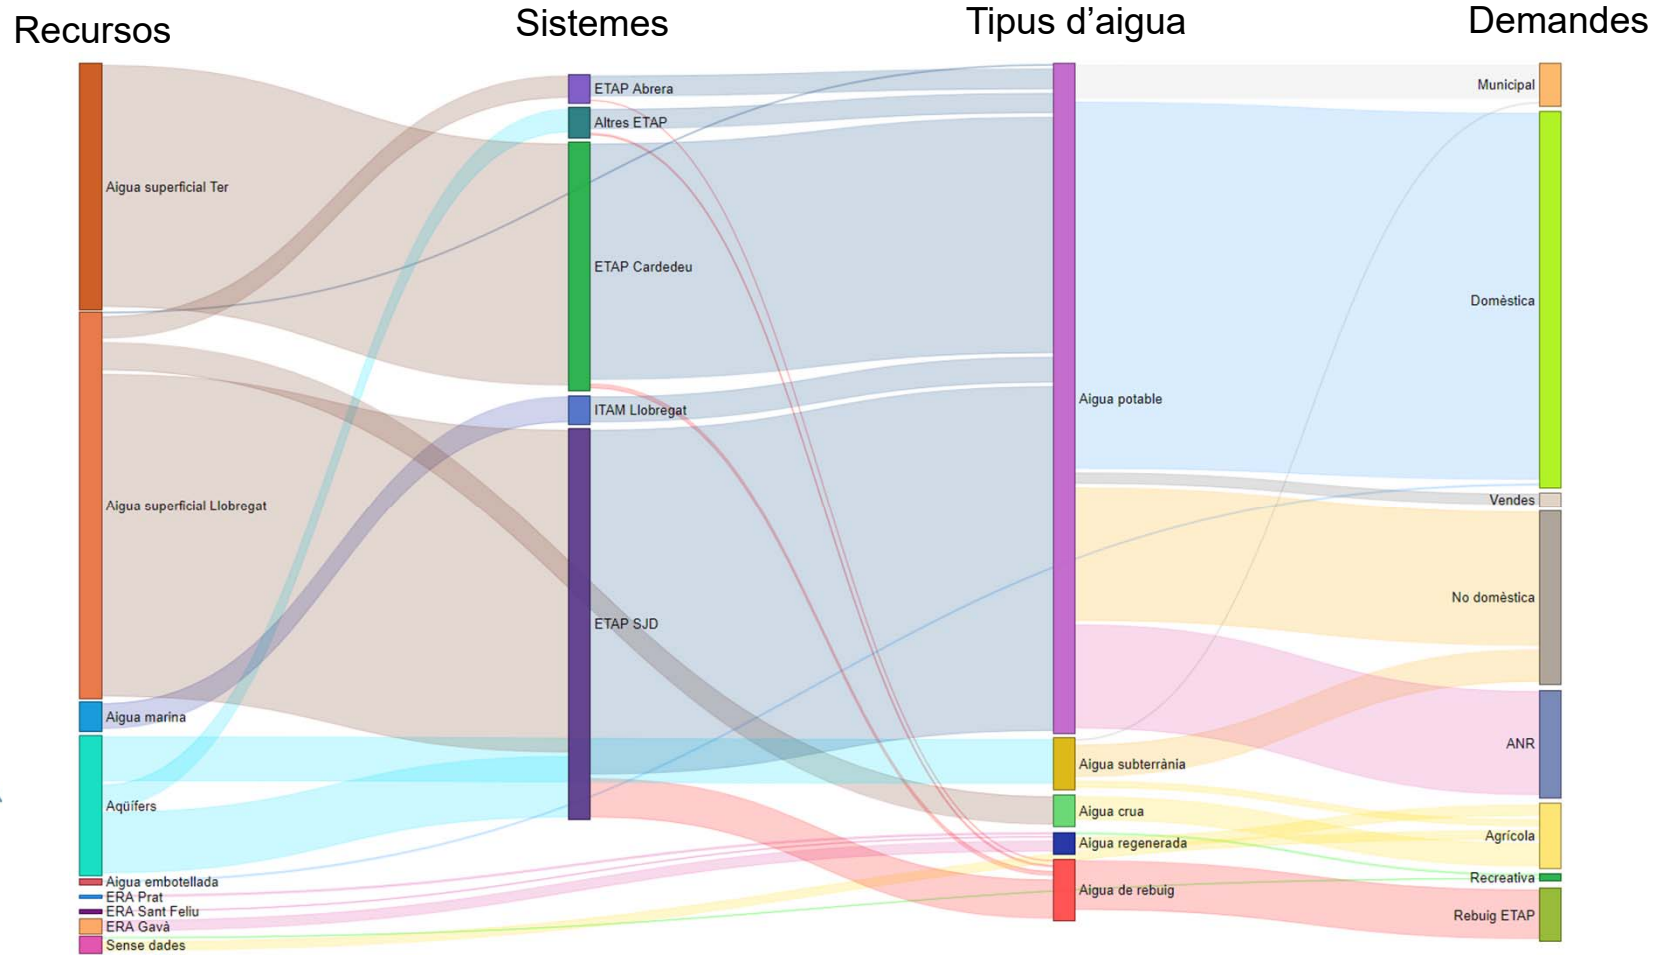 Recursos
Sistemes
Tipus d’aigua
Demandes
Aigua superficial Ter
Aigua superficial Llobregat
Aigua marina
Aqüífers
Aigua embotellada
ERA Prat
ERA Sant Feliu
ERA Gavà
Sense dades
ETAP Abrera
Altres ETAP
ETAP Cardedeu
ITAM Llobregat
ETAP SJD
Aigua potable
Aigua subterrània
Aigua crua
Aigua regenerada
Aigua de rebuig
Municipal
Domèstica
Vendes
No domèstica
ANR
Agrícola
Recreativa
Rebuig ETAP